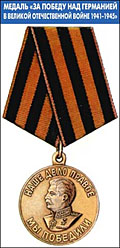 МЕДАЛЬ «ЗА ПОБЕДУ НАД ГЕРМАНИЕЙ
В ВЕЛИКОЙ ОТЕЧЕСТВЕННОЙ ВОЙНЕ 1941-1945»
НАШЕ ДЕЛО ПРАВОЕ
МЫ ПОБЕДИЛИ